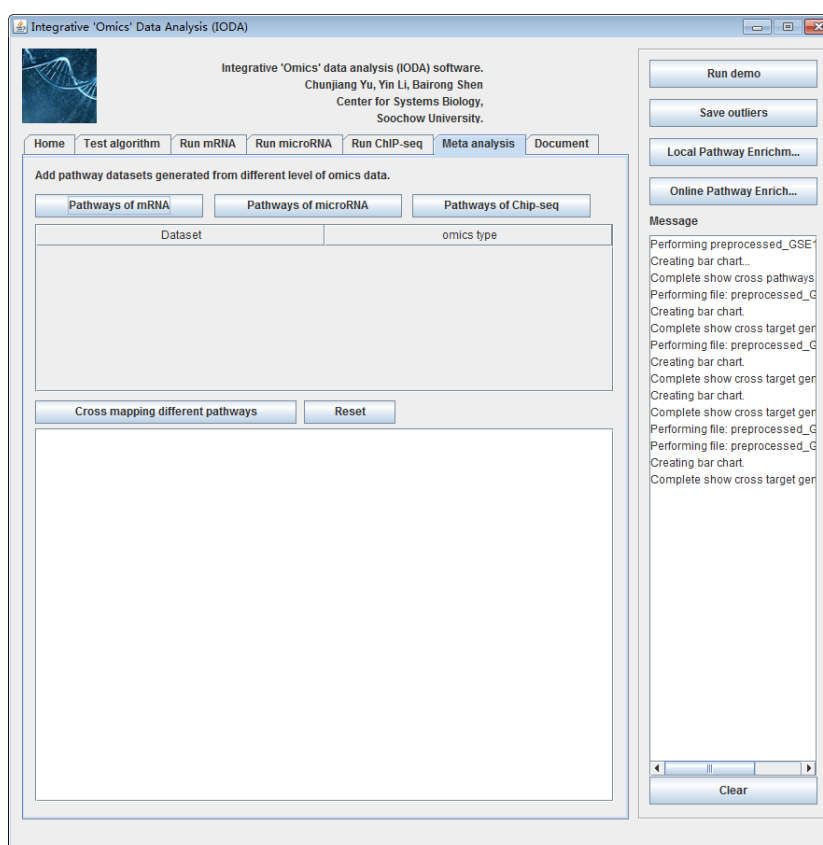 Integrative 'Omics' Data Analysis (IODA)
Integrative 'Omics' data analysis (IODA) software.
Chunjiang Yu, Yin Li, Bairong Shen
Center for Systems Biology,
Soochow University.
Home Test algorithm Run mRNA Run microRNA Run ChIP-seq Meta analysis Document
Add pathway datasets generated from different level of omics data.
Pathways of mRNA Pathways of microRNA Pathways of Chip-seq
Dataset omics type
Cross mapping different pathways Reset
Run demo
Save outliers
Local Pathway Enrichm...
Online Pathway Enrich...
Message
Performing preprocessed_GSE1
Creating bar chart...
Complete show cross pathways
Performing file: preprocessed_G
Creating bar chart.
Complete show cross target gen
Performing file: preprocessed_G
Creating bar chart.
Complete show cross target gen
Creating bar chart.
Complete show cross target gen
Performing file: preprocessed_G
Performing file: preprocessed_G
Creating bar chart.
Complete show cross target gen
Clear